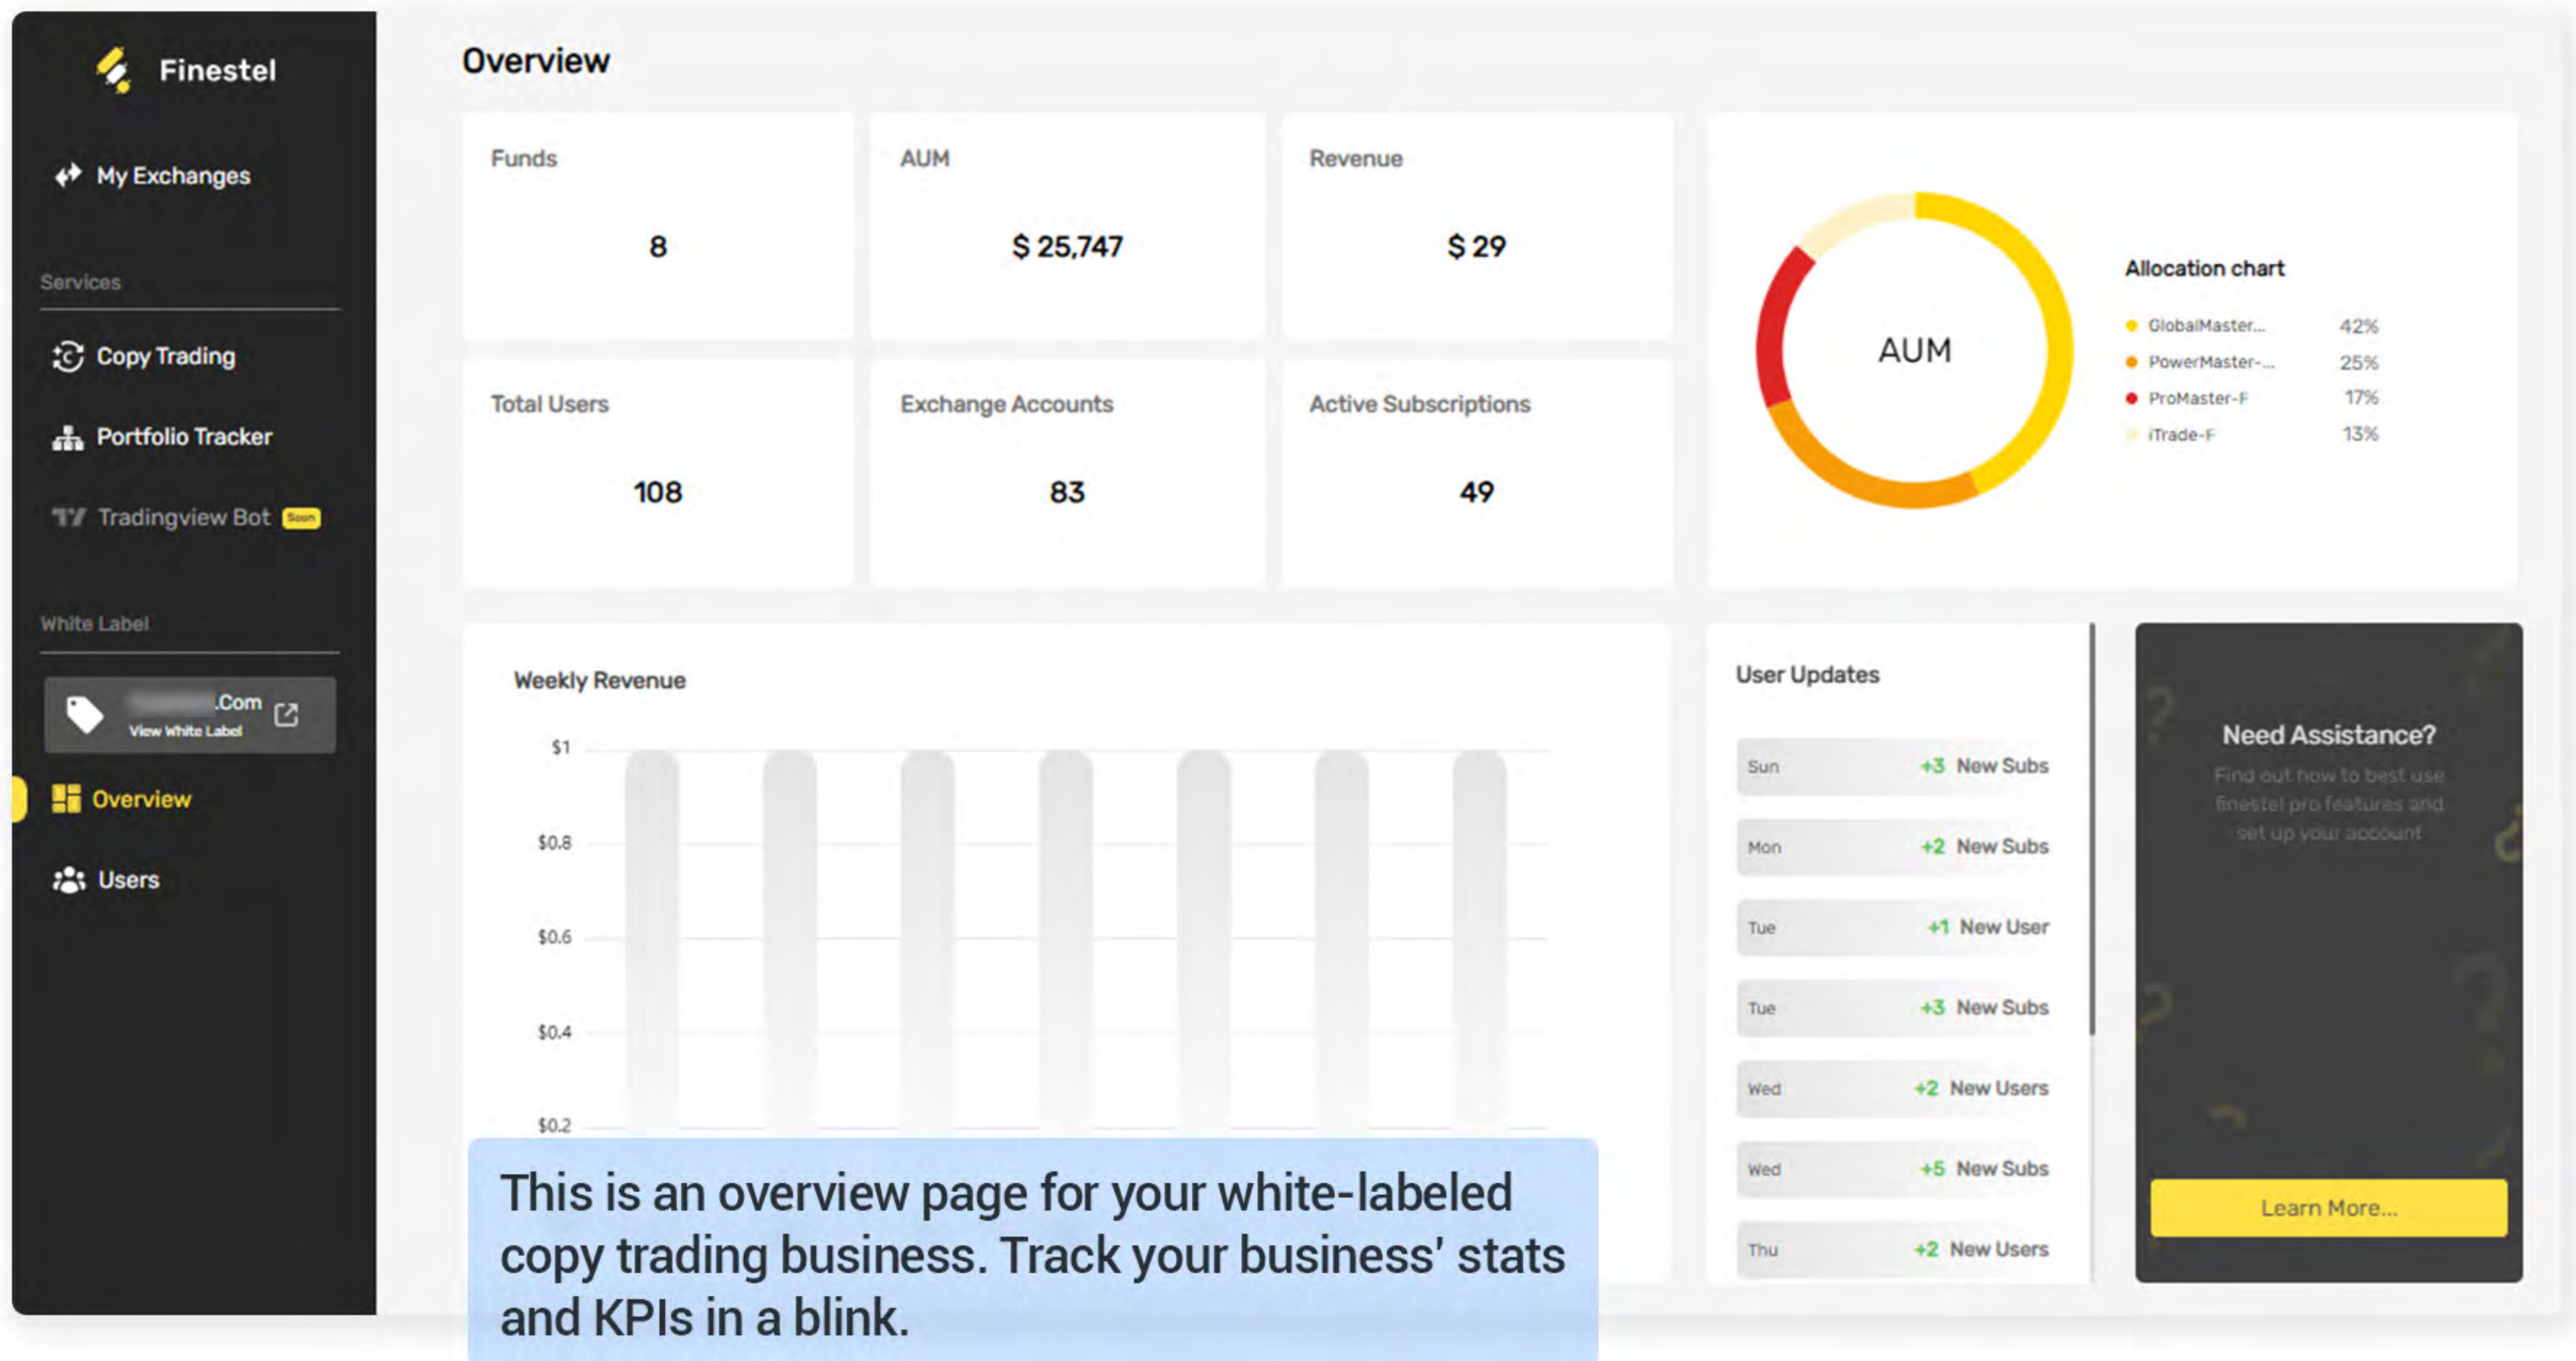 Finestel
My Exchanges
Services
Copy Trading
Portfolio Tracker
Tradingview Bot Soon
White Label
.Com
View White Label
Overview
Users
Overview
Funds
8
AUM
$ 25,747
Revenue
$ 29
Total Users
108
Exchange Accounts
83
Active Subscriptions
49
AUM
Allocation chart
GlobalMaster... 42%
PowerMaster-... 25%
ProMaster-F 17%
iTrade-F 13%
Weekly Revenue
$1
$0.8
$0.6
$0.4
$0.2
User Updates
Sun +3 New Subs
Mon +2 New Subs
Tue +1 New User
Tue +3 New Subs
Wed +2 New Users
Wed +5 New Subs
Thu +2 New Users
Need Assistance?
Find out how to best use
finestel pro features and
set up your account
Learn More...
This is an overview page for your white-labeled
copy trading business. Track your business' stats
and KPIs in a blink.